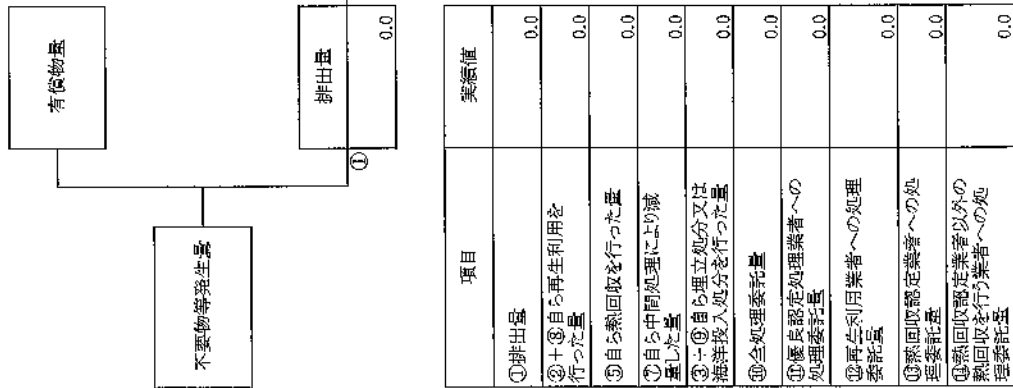 有償物量
不要物等発生量
排出量
①
0.0
項目
実績値
①排出量
0.0
②+⑧自ら再生利用を
行った量
0.0
⑤自ら熱回収を行った量
0.0
⑦自ら中間処理により減
量した量
0.0
③+⑨自ら埋立処分又は
海洋投入処分を行った量
0.0
⑩全処理委託量
0.0
⑪優良認定処理業者への
処理委託量
0.0
⑫再生利用業者への処理
委託量
0.0
⑬熱回収認定業者への処
理委託量
0.0
⑭熱回収認定業者以外の
熱回収を行う業者への処
理委託量
0.0